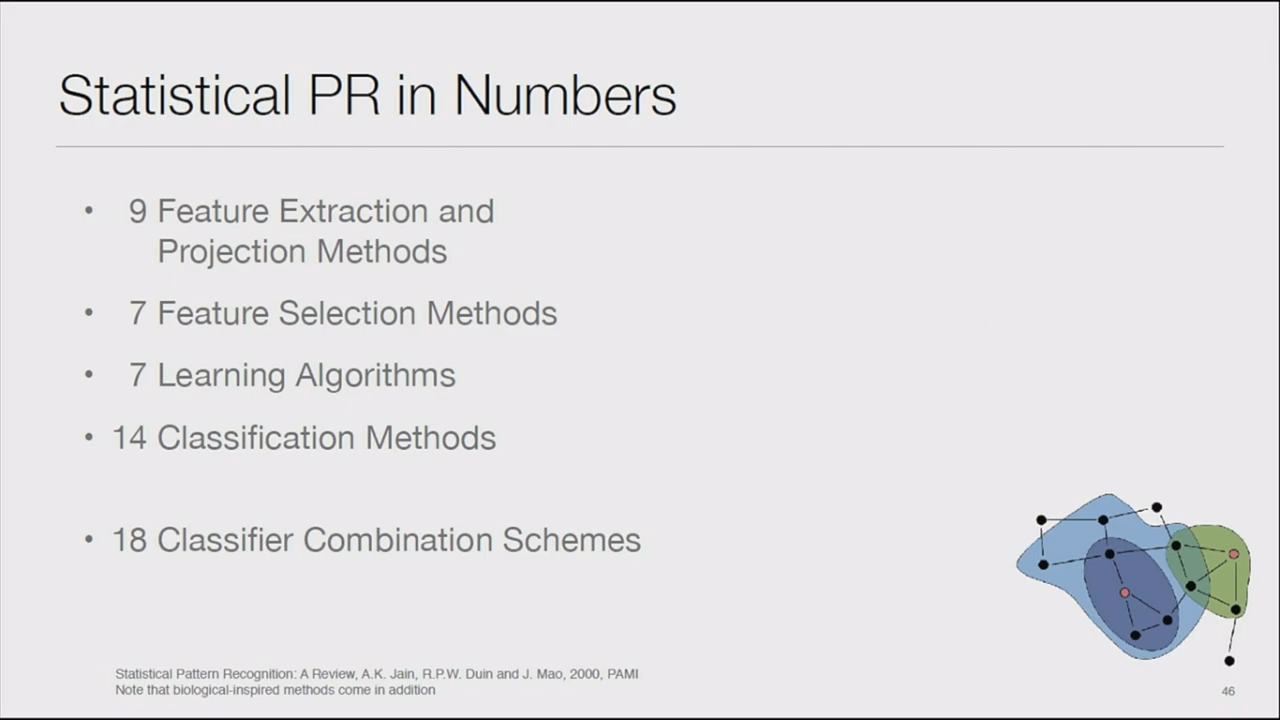 Statistical PR in Numbers
• 9 Feature Extraction and
Projection Methods
• 7 Feature Selection Methods
• 7 Learning Algorithms
• 14 Classification Methods
• 18 Classifier Combination Schemes
Statistical Pattern Recognition: A Review, A.K. Jain, R.P.W. Duin and J. Mao, 2000, PAMI
Note that biological-inspired methods come in addition
46